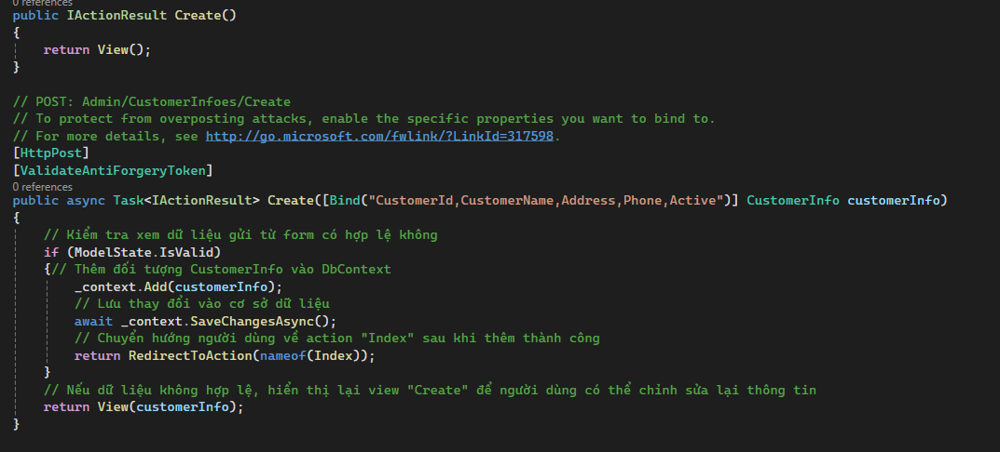 0 references
public IActionResult Create()
{
return View();
}
// POST: Admin/CustomerInfoes/Create
// To protect from overposting attacks, enable the specific properties you want to bind to.
// For more details, see http://go.microsoft.com/fwlink/?LinkId=317598.
[HttpPost]
[ValidateAntiForgeryToken]
0 references
public async Task<IActionResult> Create([Bind("CustomerId,CustomerName,Address,Phone,Active")] CustomerInfo customerInfo)
{
// Kiểm tra xem dữ liệu gửi từ form có hợp lệ không
if (ModelState.IsValid)
{// Thêm đối tượng CustomerInfo vào DbContext
_context.Add(customerInfo);
// Lưu thay đổi vào cơ sở dữ liệu
await _context.SaveChangesAsync();
// Chuyển hướng người dùng về action "Index" sau khi thêm thành công
return RedirectToAction(nameof(Index));
}
// Nếu dữ liệu không hợp lệ, hiển thị lại view "Create" để người dùng có thể chỉnh sửa lại thông tin
return View(customerInfo);
}